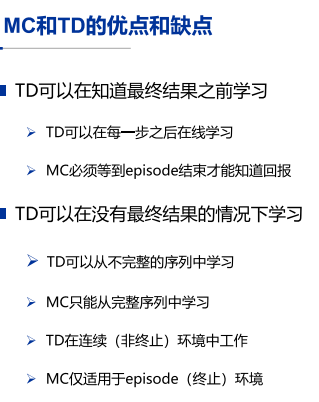 MC和TD的优点和缺点
TD可以在知道最终结果之前学习
TD可以在每一步之后在线学习
MC必须等到episode结束才能知道回报
TD可以在没有最终结果的情况下学习
TD可以从不完整的序列中学习
MC只能从完整序列中学习
TD在连续（非终止）环境中工作
MC仅适用于episode（终止）环境